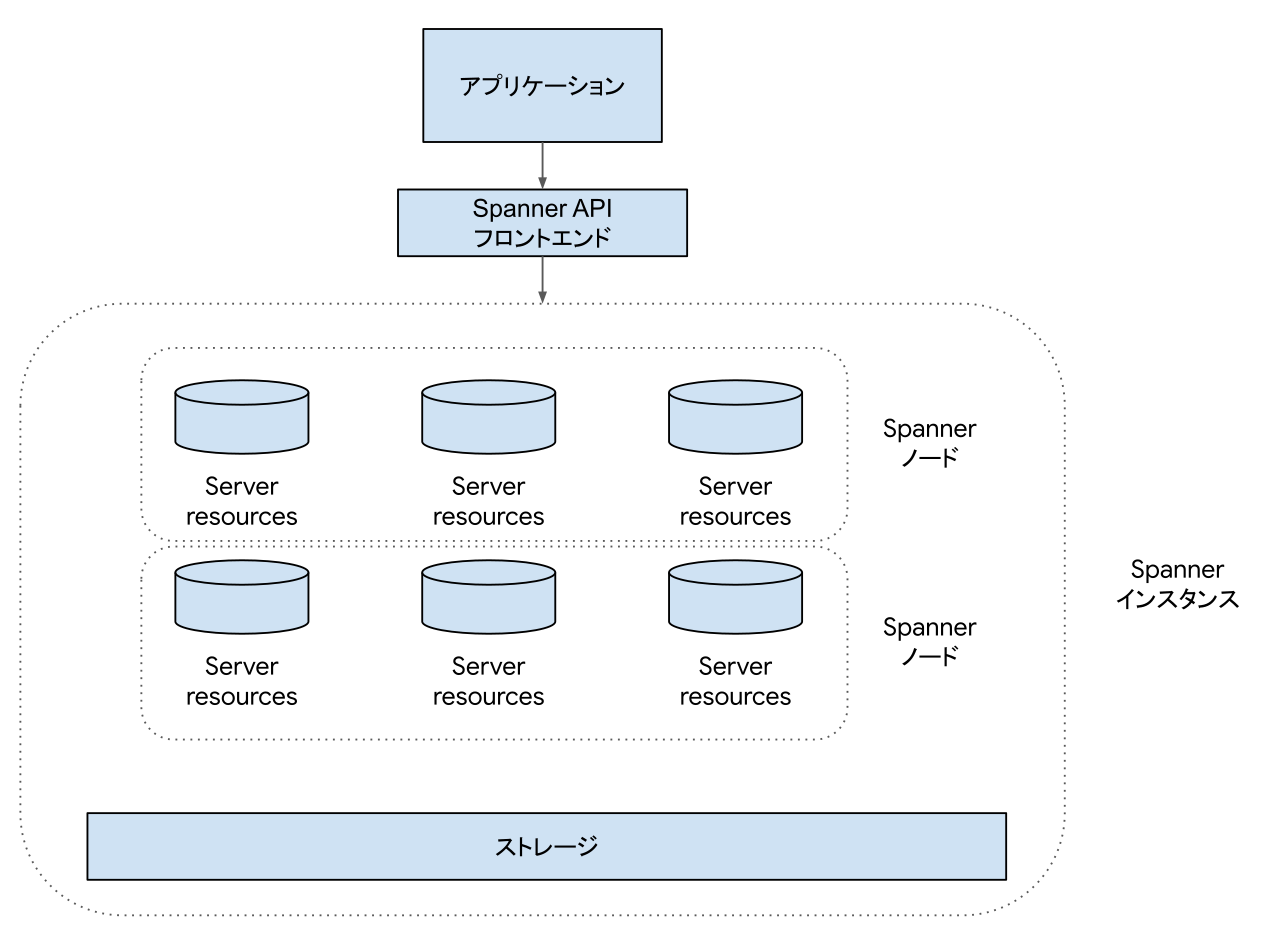 アプリケーション
Spanner API
フロントエンド
Server
resources
Server
resources
Server
resources
Spanner
ノード
Server
resources
Server
resources
Server
resources
Spanner
ノード
Spanner
インスタンス
ストレージ